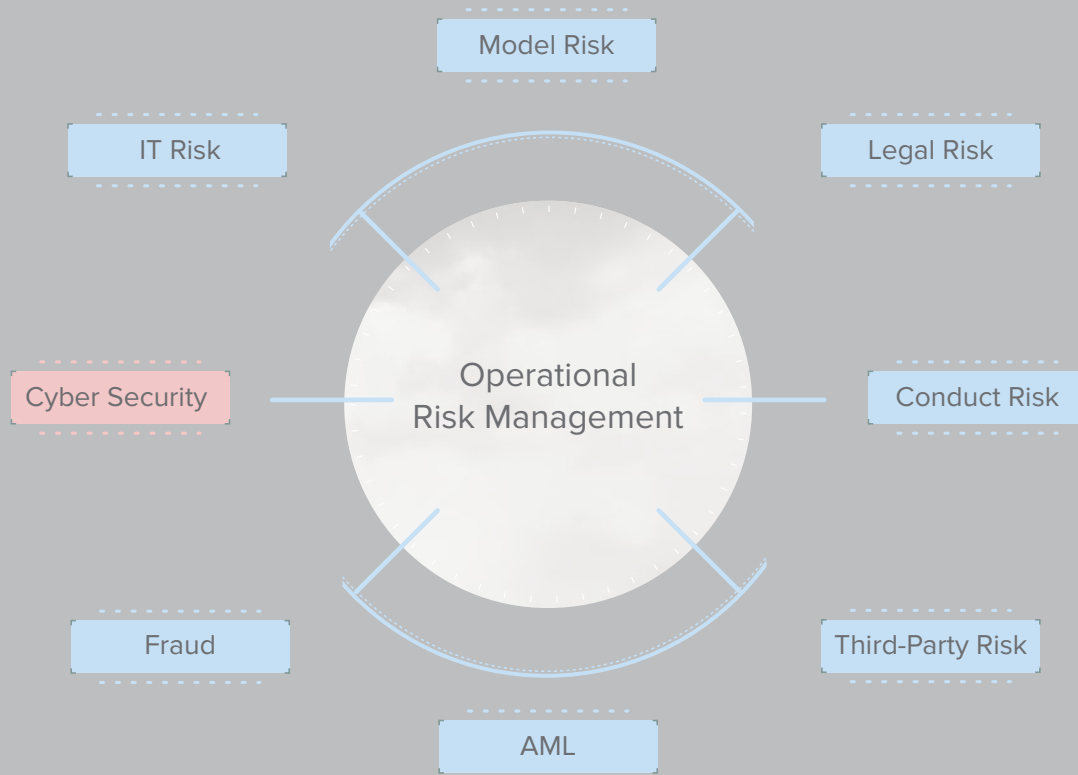 Model Risk
IT Risk
Legal Risk
Operational
Risk Management
Cyber Security
Conduct Risk
Fraud
Third-Party Risk
AML